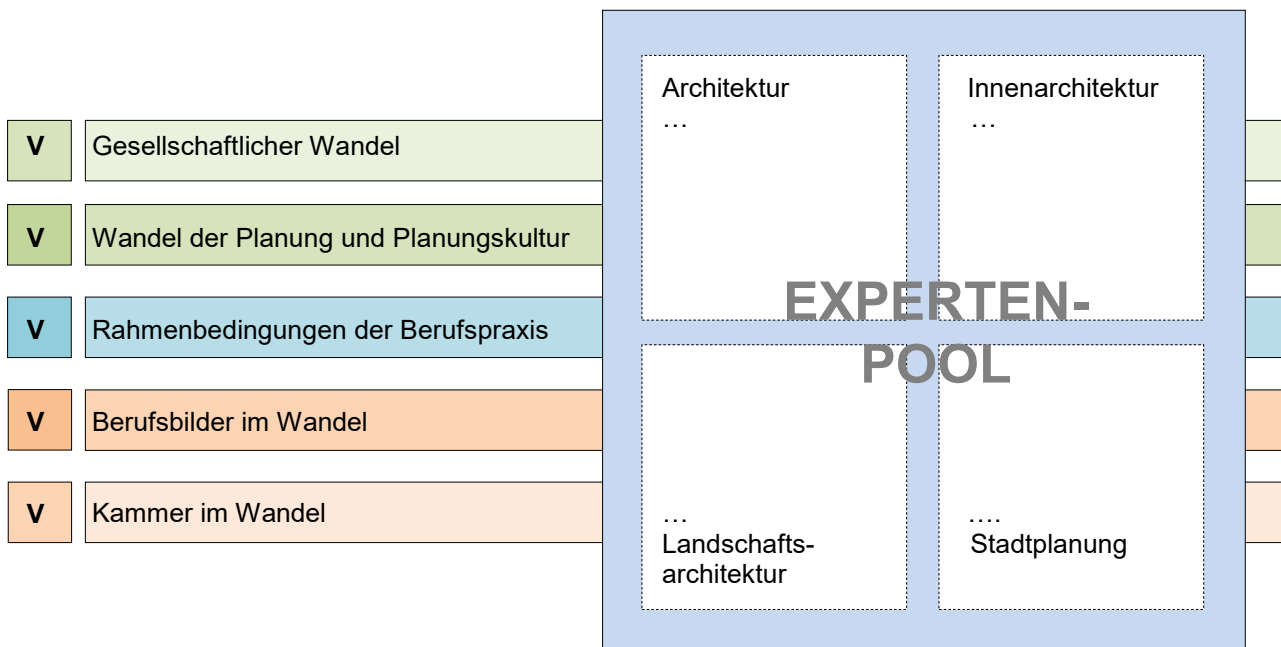 Architektur
…
Innenarchitektur
…
V Gesellschaftlicher Wandel
V Wandel der Planung und Planungskultur
V Rahmenbedingungen der Berufspraxis
V Berufsbilder im Wandel
V Kammer im Wandel
EXPERTEN-
POOL
…
Landschafts-
architektur
….
Stadtplanung